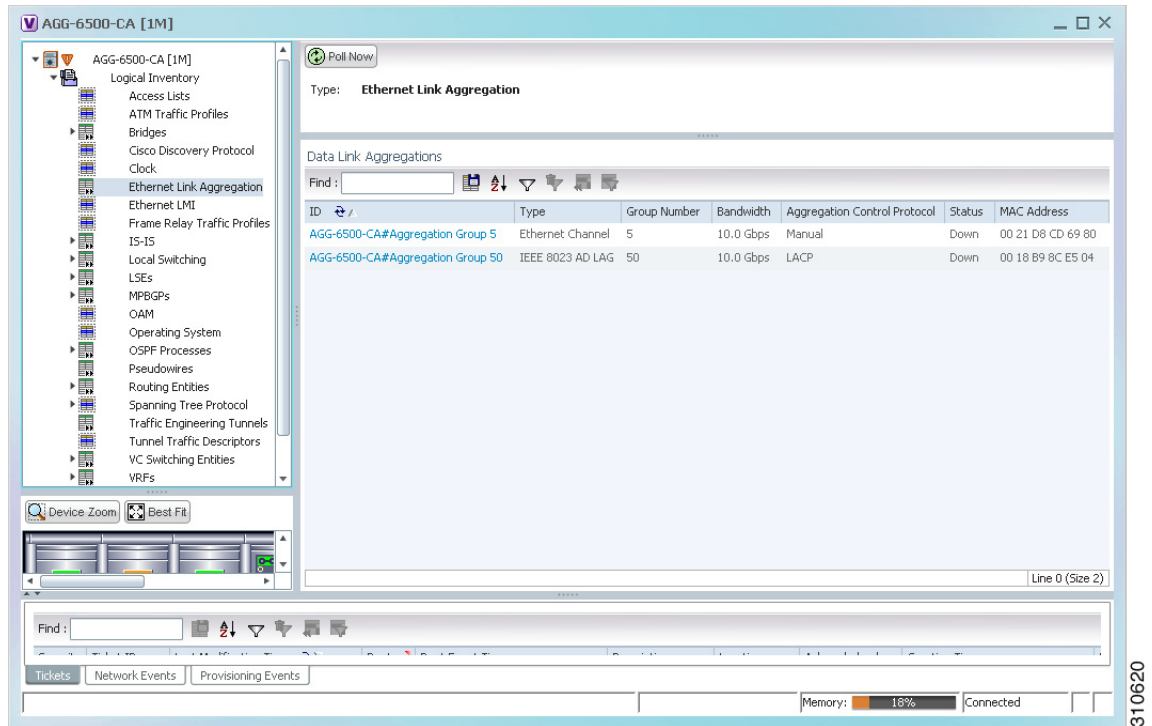 AGG-6500-CA [1M]
AGG-6500-CA [1M]
Logical Inventory
Access Lists
ATM Traffic Profiles
Bridges
Cisco Discovery Protocol
Clock
Ethernet Link Aggregation
Ethernet LMI
Frame Relay Traffic Profiles
IS-IS
Local Switching
LSEs
MPBGPs
OAM
Operating System
OSPF Processes
Pseudowires
Routing Entities
Spanning Tree Protocol
Traffic Engineering Tunnels
Tunnel Traffic Descriptors
VC Switching Entities
VRFs
Device Zoom Best Fit
Poll Now
Type: Ethernet Link Aggregation
Data Link Aggregations
Find :
ID Type Group Number Bandwidth Aggregation Control Protocol Status MAC Address
AGG-6500-CA#Aggregation Group 5 Ethernet Channel 5 10.0 Gbps Manual Down 00 21 D8 CD 69 80
AGG-6500-CA#Aggregation Group 50 IEEE 8023 AD LAG 50 10.0 Gbps LACP Down 00 18 B9 8C E5 04
Line 0 (Size 2)
Find :
Tickets Network Events Provisioning Events
Memory: 18% Connected
310620